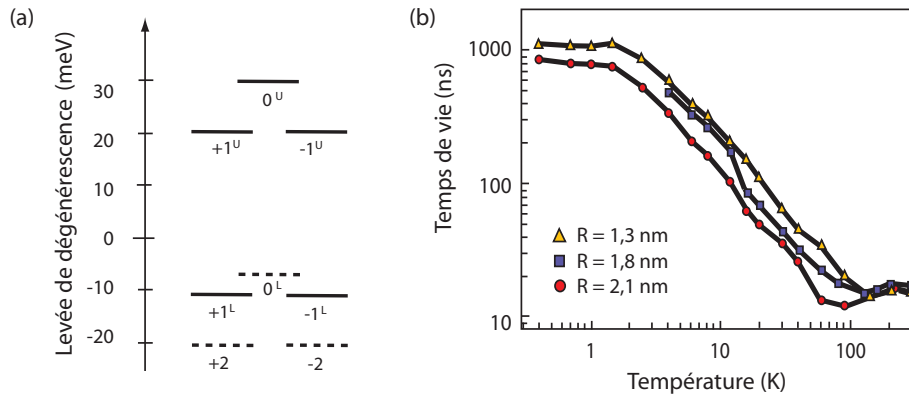 (a)
Levée de dégénérescence (meV)
30
20
10
0
-10
-20
0 U
+1U
-1U
0 L
+1L
-1L
+2
-2
(b)
Temps de vie (ns)
1000
100
10
R = 1,3 nm
R = 1,8 nm
R = 2,1 nm
1
10
100
Température (K)